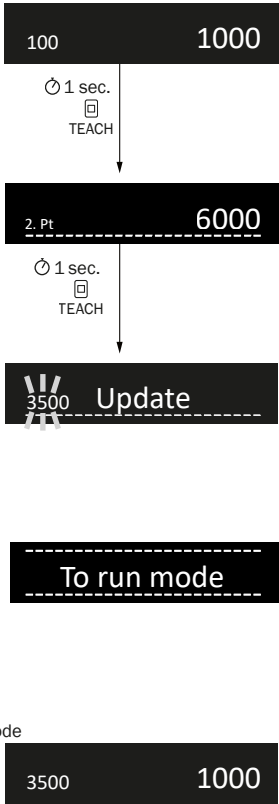 100 1000
1 sec.
TEACH
2. Pt 6000
1 sec.
TEACH
3500 Update
To run mode
ode
3500 1000